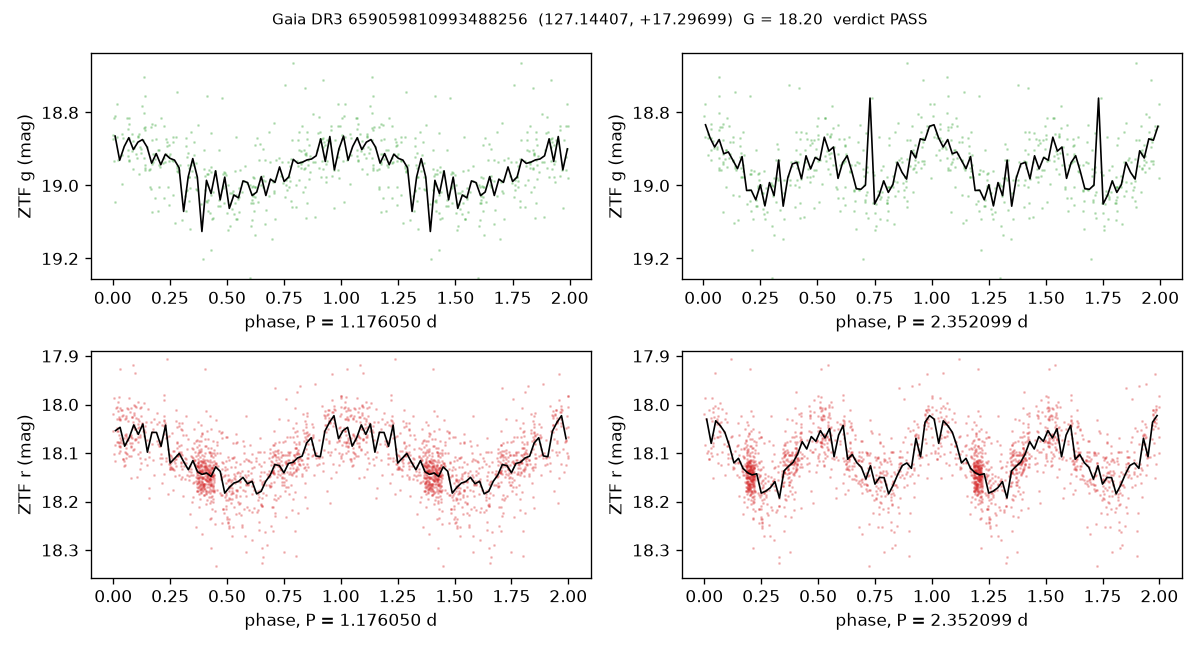 Gaia DR3 659059810993488256 (127.14407, +17.29699) G = 18.20 verdict PASS
ZTF g (mag)
18.8
19.0
19.2
0.00 0.25 0.50 0.75 1.00 1.25 1.50 1.75 2.00
phase, P = 1.176050 d
ZTF g (mag)
18.8
19.0
19.2
0.00 0.25 0.50 0.75 1.00 1.25 1.50 1.75 2.00
phase, P = 2.352099 d
ZTF r (mag)
17.9
18.0
18.1
18.2
18.3
0.00 0.25 0.50 0.75 1.00 1.25 1.50 1.75 2.00
phase, P = 1.176050 d
ZTF r (mag)
17.9
18.0
18.1
18.2
18.3
0.00 0.25 0.50 0.75 1.00 1.25 1.50 1.75 2.00
phase, P = 2.352099 d